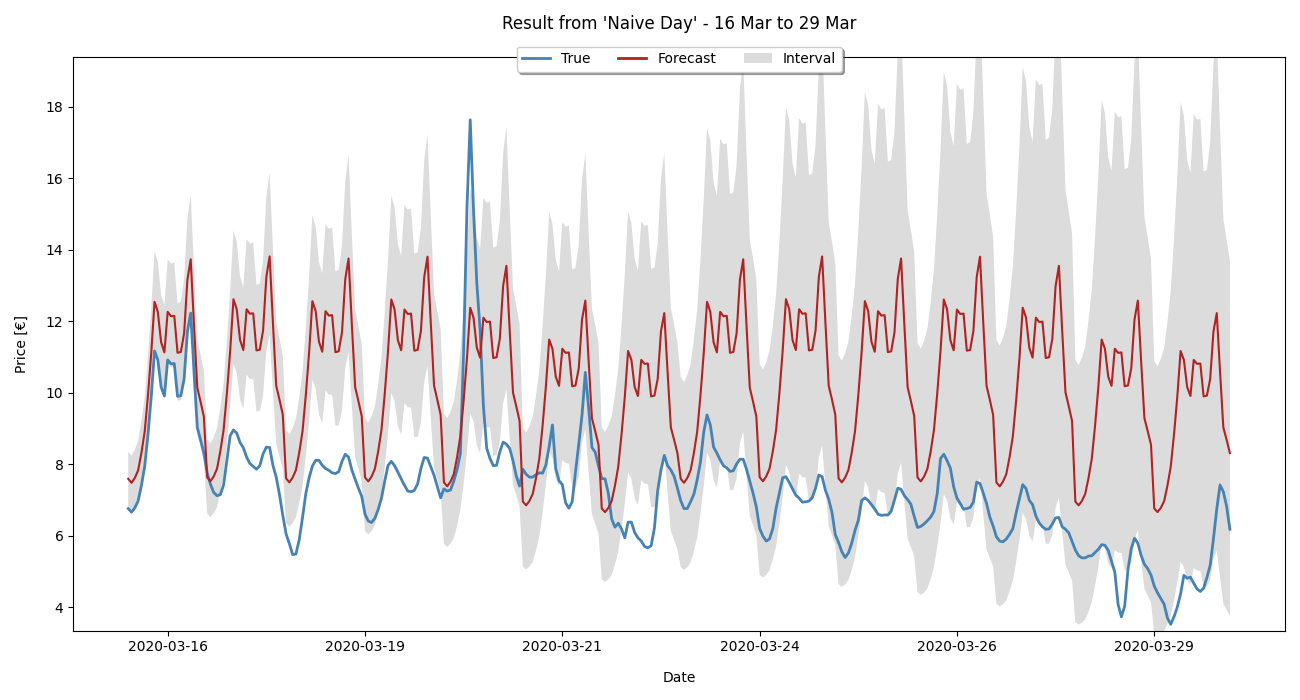 Result from 'Naive Day' - 16 Mar to 29 Mar
True Forecast Interval
Price [€]
18
16
14
12
10
8
6
4
2020-03-16 2020-03-19 2020-03-21 2020-03-24 2020-03-26 2020-03-29
Date